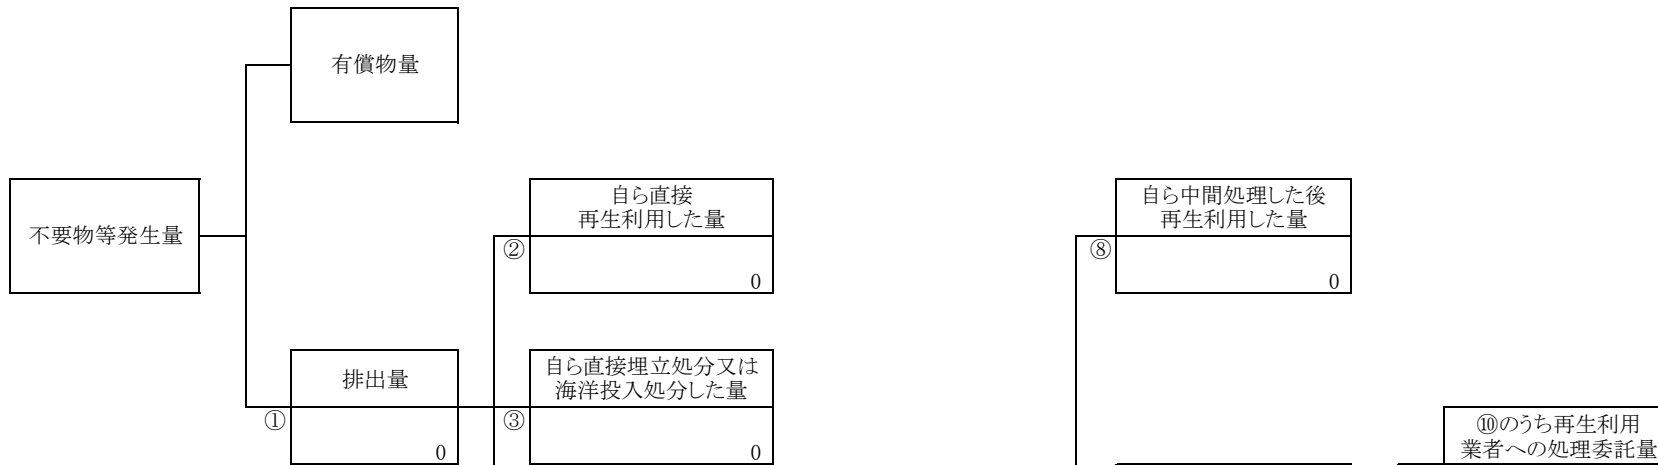 有償物量
不要物等発生量
自ら直接
再生利用した量
②
0
自ら中間処理した後
再生利用した量
⑧
0
排出量
①
0
自ら直接埋立処分又は
海洋投入処分した量
③
0
⑩のうち再生利用
業者への処理委託量